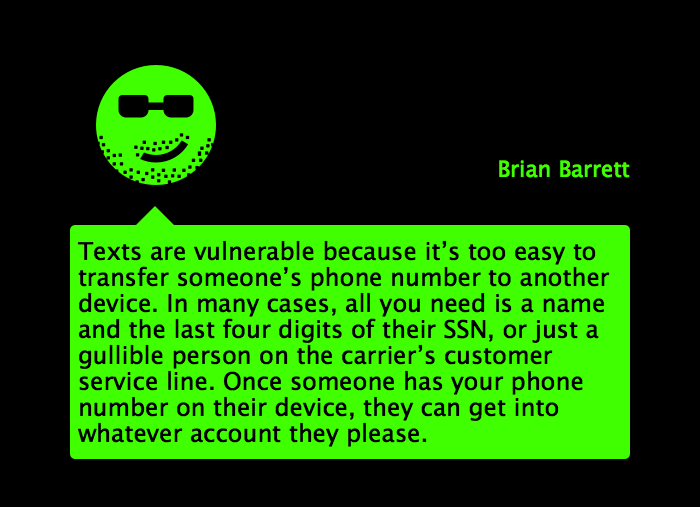 Brian Barrett
Texts are vulnerable because it’s too easy to
transfer someone’s phone number to another
device. In many cases, all you need is a name
and the last four digits of their SSN, or just a
gullible person on the carrier’s customer
service line. Once someone has your phone
number on their device, they can get into
whatever account they please.